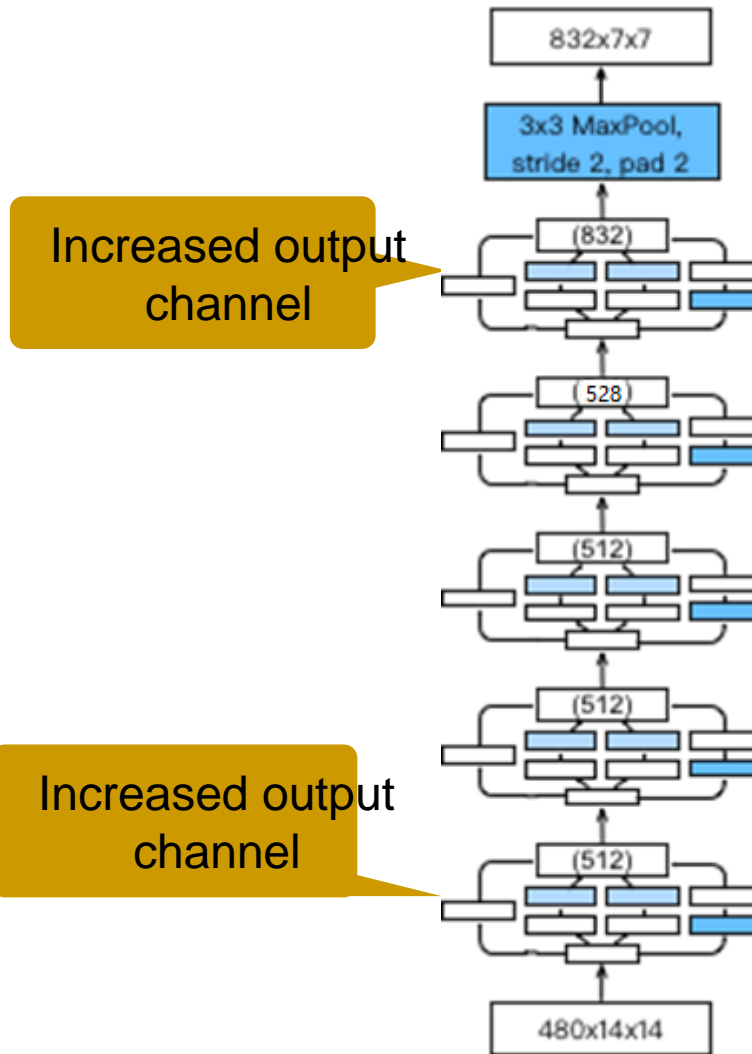 832x7x7
3x3 MaxPool,
stride 2, pad 2
Increased output
channel
(832)
(528)
(512)
(512)
Increased output
channel
(512)
480x14x14